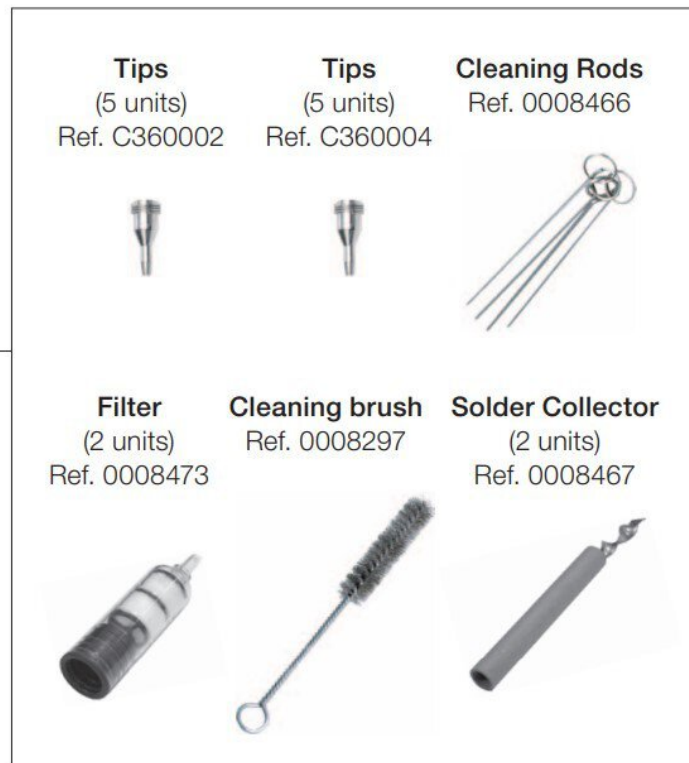 Tips
(5 units)
Ref. C360002
Tips
(5 units)
Ref. C360004
Cleaning Rods
Ref. 0008466
Filter
(2 units)
Ref. 0008473
Cleaning brush
Ref. 0008297
Solder Collector
(2 units)
Ref. 0008467